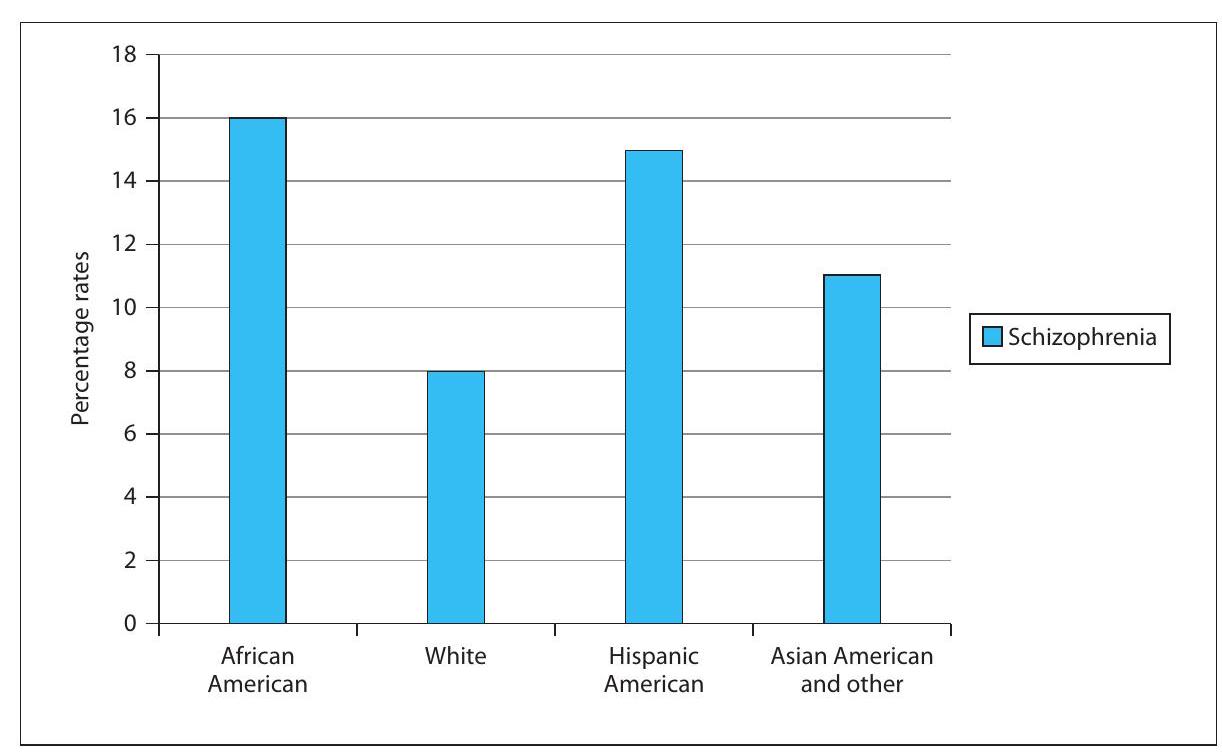 18
16
14
12
10
8
6
4
2
0
Percentage rates
African
American
White
Hispanic
American
Asian American
and other
Schizophrenia